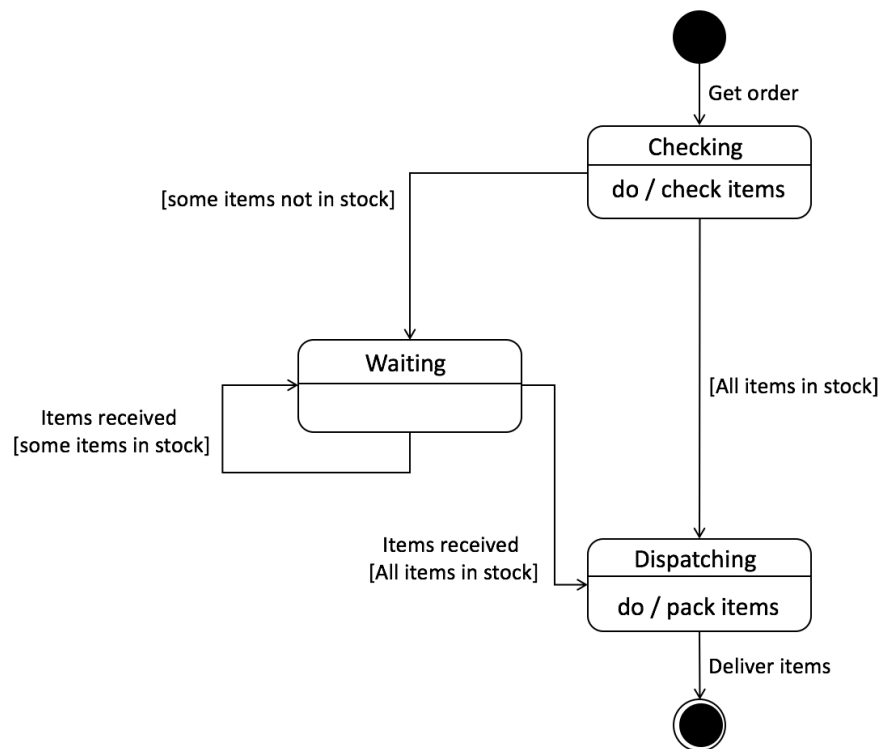 Get order
Checking
do / check items
[some items not in stock]
Waiting
[All items in stock]
Items received
[some items in stock]
Items received
[All items in stock]
Dispatching
do / pack items
Deliver items